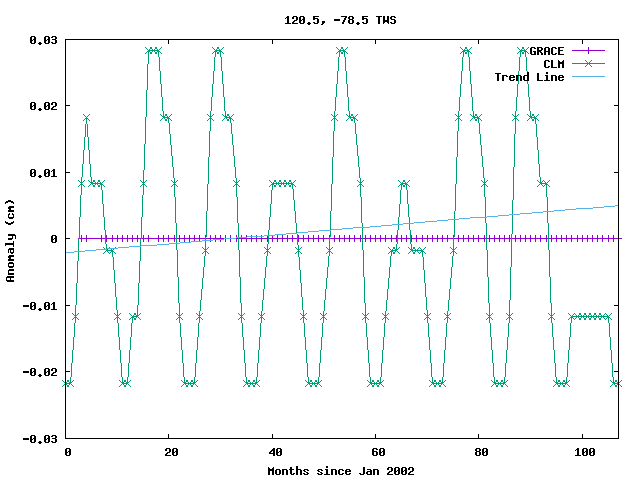 120.5, -78.5 TWS
GRACE
CLM
Trend Line
0.03
0.02
0.01
0
-0.01
-0.02
-0.03
Anomaly (cm)
0 20 40 60 80 100
Months since Jan 2002